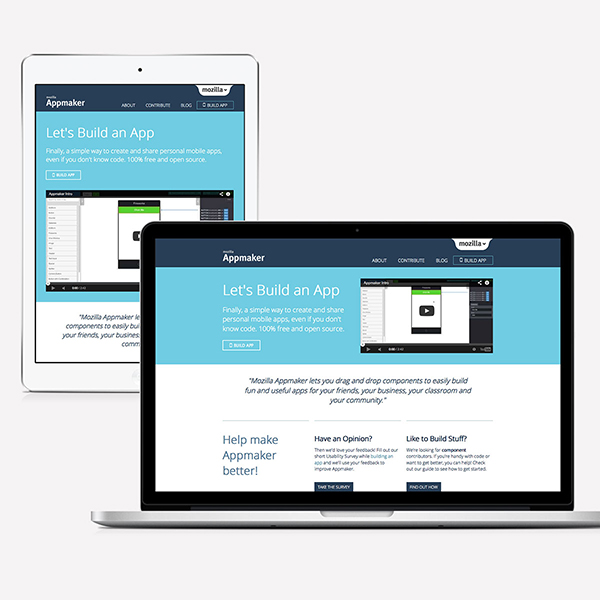 mozilla
mozilla
Appmaker
ABOUT
CONTRIBUTE
BLOG
BUILD APP
Let's Build an App
Finally, a simple way to create and share personal mobile apps,
even if you don't know code. 100% free and open source.
BUILD APP
Appmaker Intro
"Mozilla Appmaker le
components to easily buil
your friends, your business,
comm
mozilla
mozilla
Appmaker
ABOUT
CONTRIBUTE
BLOG
BUILD APP
Let's Build an App
Finally, a simple way to create and share
personal mobile apps, even if you don't
know code. 100% free and open source.
BUILD APP
Appmaker Intro
YouTube
"Mozilla Appmaker lets you drag and drop components to easily build
fun and useful apps for your friends, your business, your classroom and
your community."
Help make
Appmaker
better!
Have an Opinion?
Then we'd love your feedback! Fill out our
short Usability Survey while building an
app and we'll use your feedback to
improve Appmaker.
TAKE THE SURVEY
Like to Build Stuff?
We're looking for component
contributors. If you're handy with code or
want to get better, you can help! Check
out our guide to see how to get started.
FIND OUT HOW